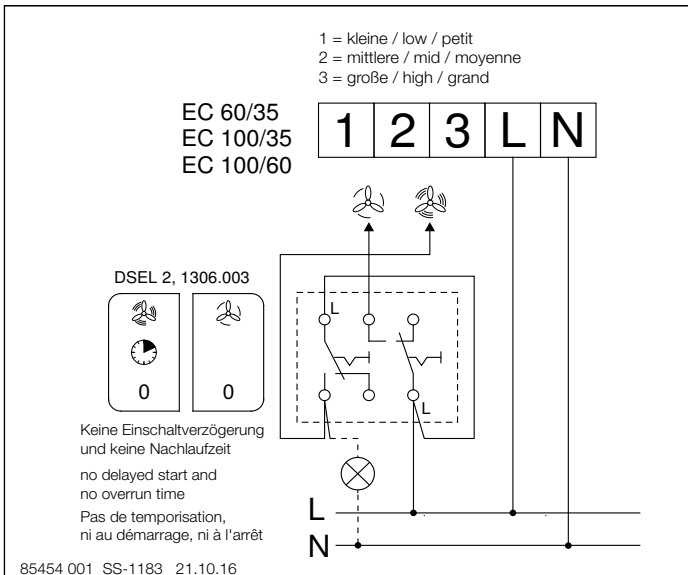 1 = kleine / low / petit
2 = mittlere / mid / moyenne
3 = große / high / grand
EC 60/35
EC 100/35
EC 100/60
1 2 3 L N
DSEL 2, 1306.003
0 0
L
L
Keine Einschaltverzögerung
und keine Nachlaufzeit
no delayed start and
no overrun time
Pas de temporisation,
ni au démarrage, ni à l'arrêt
L
N
85454 001 SS-1183 21.10.16